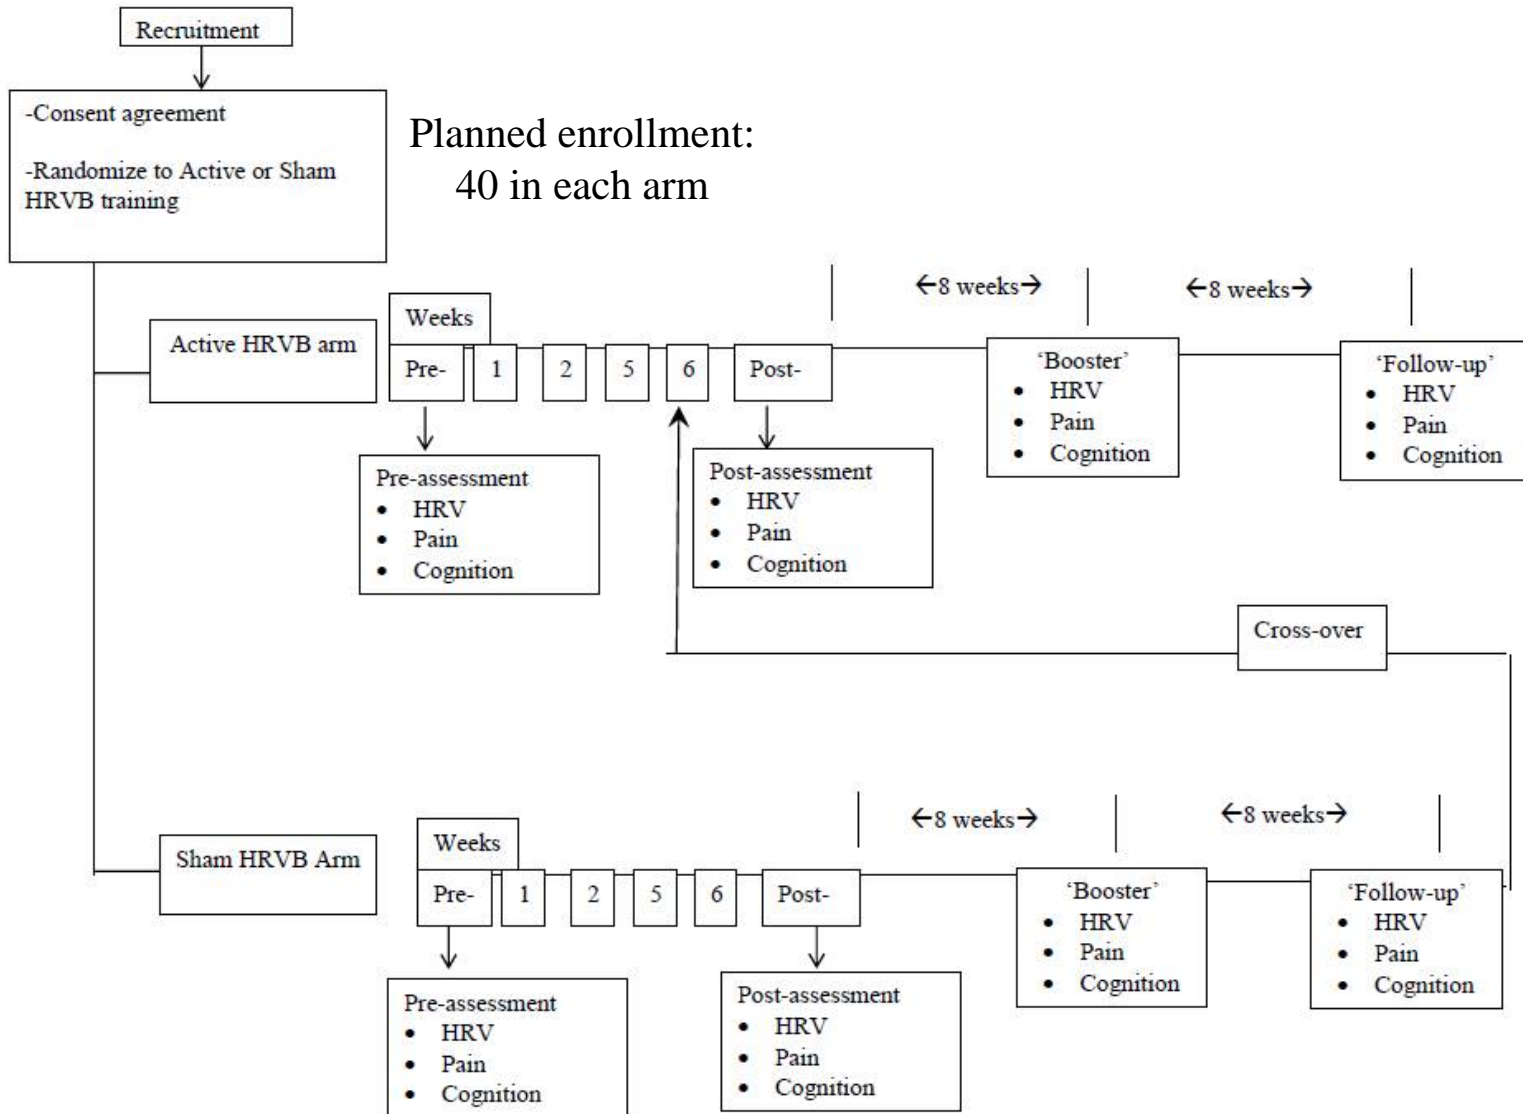 Recruitment
-Consent agreement
-Randomize to Active or Sham
HRVB training
Planned enrollment:
40 in each arm
←8 weeks→
←8 weeks→
Active HRVB arm
Weeks
Pre-
1
2
5
6
Post-
‘Booster’
• HRV
• Pain
• Cognition
‘Follow-up’
• HRV
• Pain
• Cognition
Pre-assessment
• HRV
• Pain
• Cognition
Post-assessment
• HRV
• Pain
• Cognition
Cross-over
←8 weeks→
←8 weeks→
Sham HRVB Arm
Weeks
Pre-
1
2
5
6
Post-
‘Booster’
• HRV
• Pain
• Cognition
‘Follow-up’
• HRV
• Pain
• Cognition
Pre-assessment
• HRV
• Pain
• Cognition
Post-assessment
• HRV
• Pain
• Cognition